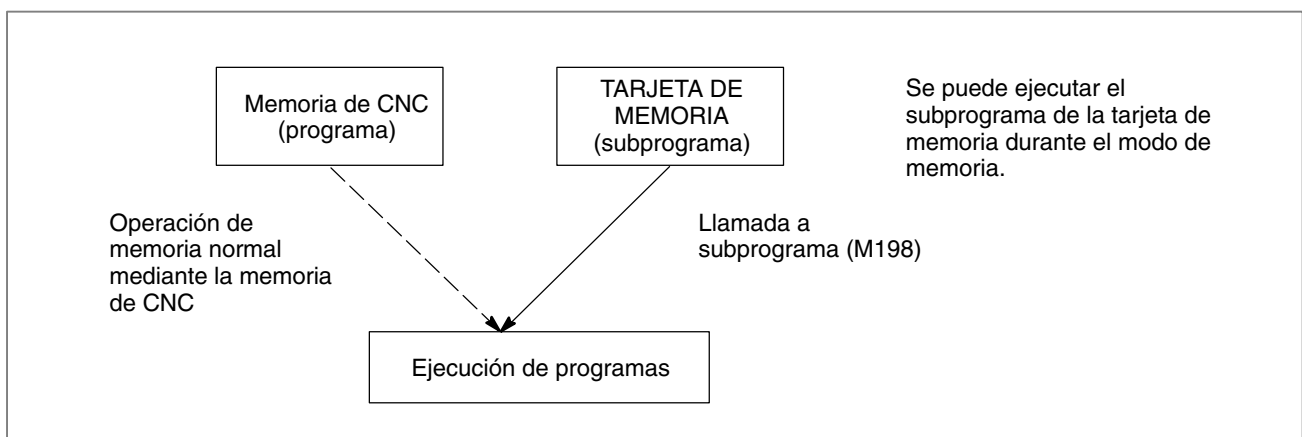 Memoria de CNC
(programa)
TARJETA DE
MEMORIA
(subprograma)
Se puede ejecutar el
subprograma de la tarjeta de
memoria durante el modo de
memoria.
Operación de
memoria normal
mediante la memoria
de CNC
Llamada a
subprograma (M198)
Ejecución de programas